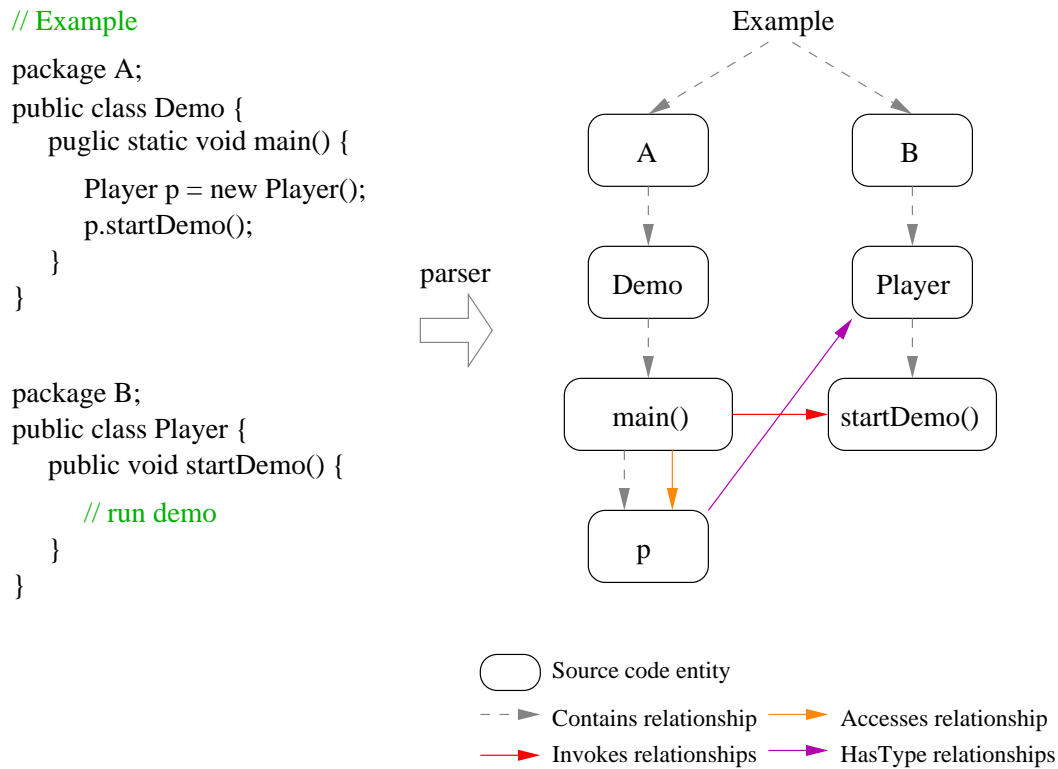 // Example
package A;
public class Demo {
puglic static void main() {
Player p = new Player();
p.startDemo();
}
}
package B;
public class Player {
public void startDemo() {
// run demo
}
}
parser
Example
A
B
Demo
Player
main()
startDemo()
p
Source code entity
Contains relationship
Accesses relationship
Invokes relationships
HasType relationships